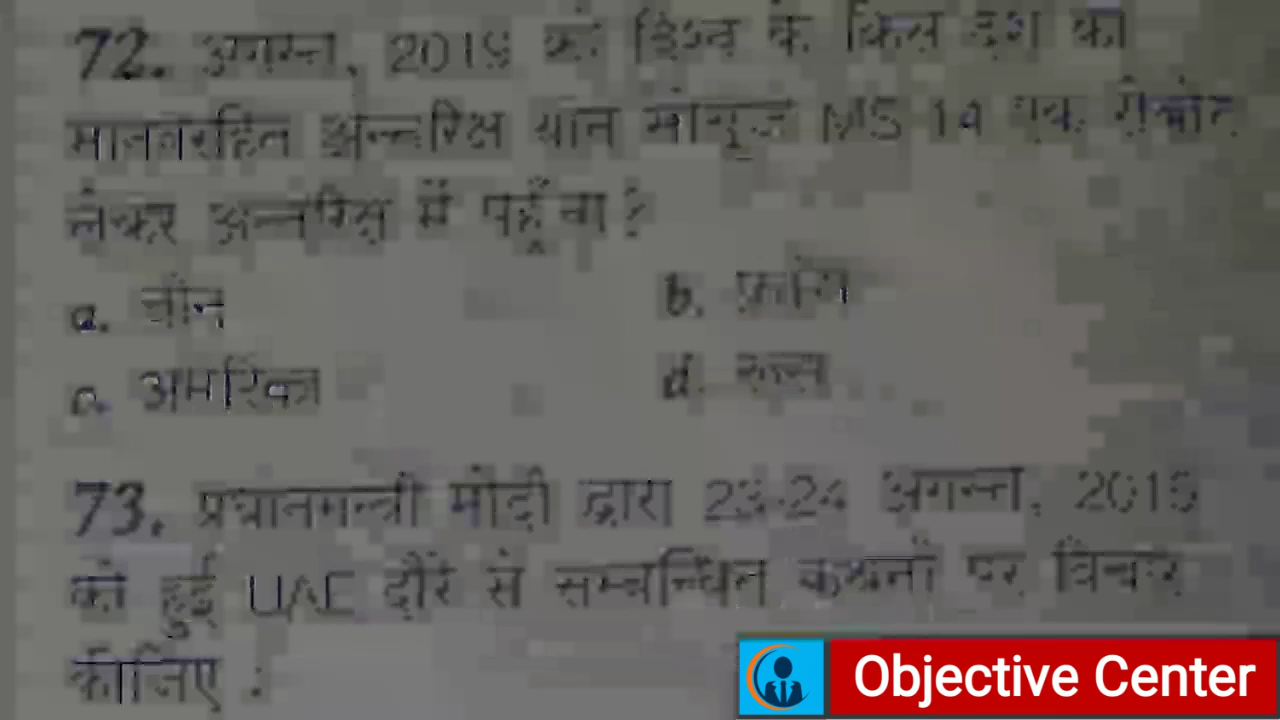 72. अगस्त, 2019 को विश्व के किस देश का
मानवरहित अन्तरिक्ष यान सोयूज MS-14 एक रोबोट
लेकर अन्तरिक्ष में पहुँचा ?
a. चीन
b. फ्रांस
c. अमेरिका
d. रूस
73. प्रधानमन्त्री मोदी द्वारा 23-24 अगस्त, 2019
को हुई UAE दौरे से सम्बन्धित कथनों पर विचार
कीजिए :
Objective Center